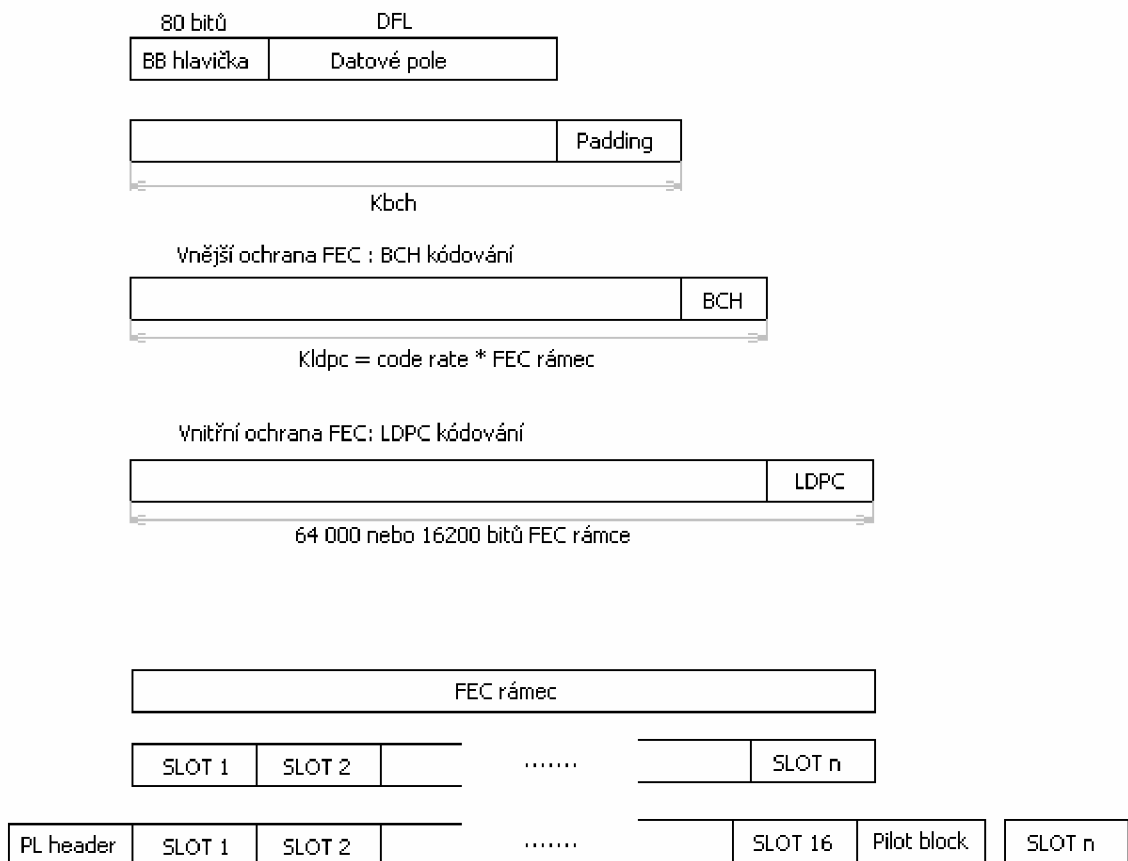 80 bitů DFL
BB hlavička Datové pole
Padding
Kbch
Vnější ochrana FEC : BCH kódování
BCH
Kldpc = code rate * FEC rámec
Vnitřní ochrana FEC: LDPC kódování
LDPC
64 000 nebo 16200 bitů FEC rámce
FEC rámec
SLOT 1 SLOT 2 ....... SLOT n
PL header SLOT 1 SLOT 2 ....... SLOT 16 Pilot block SLOT n